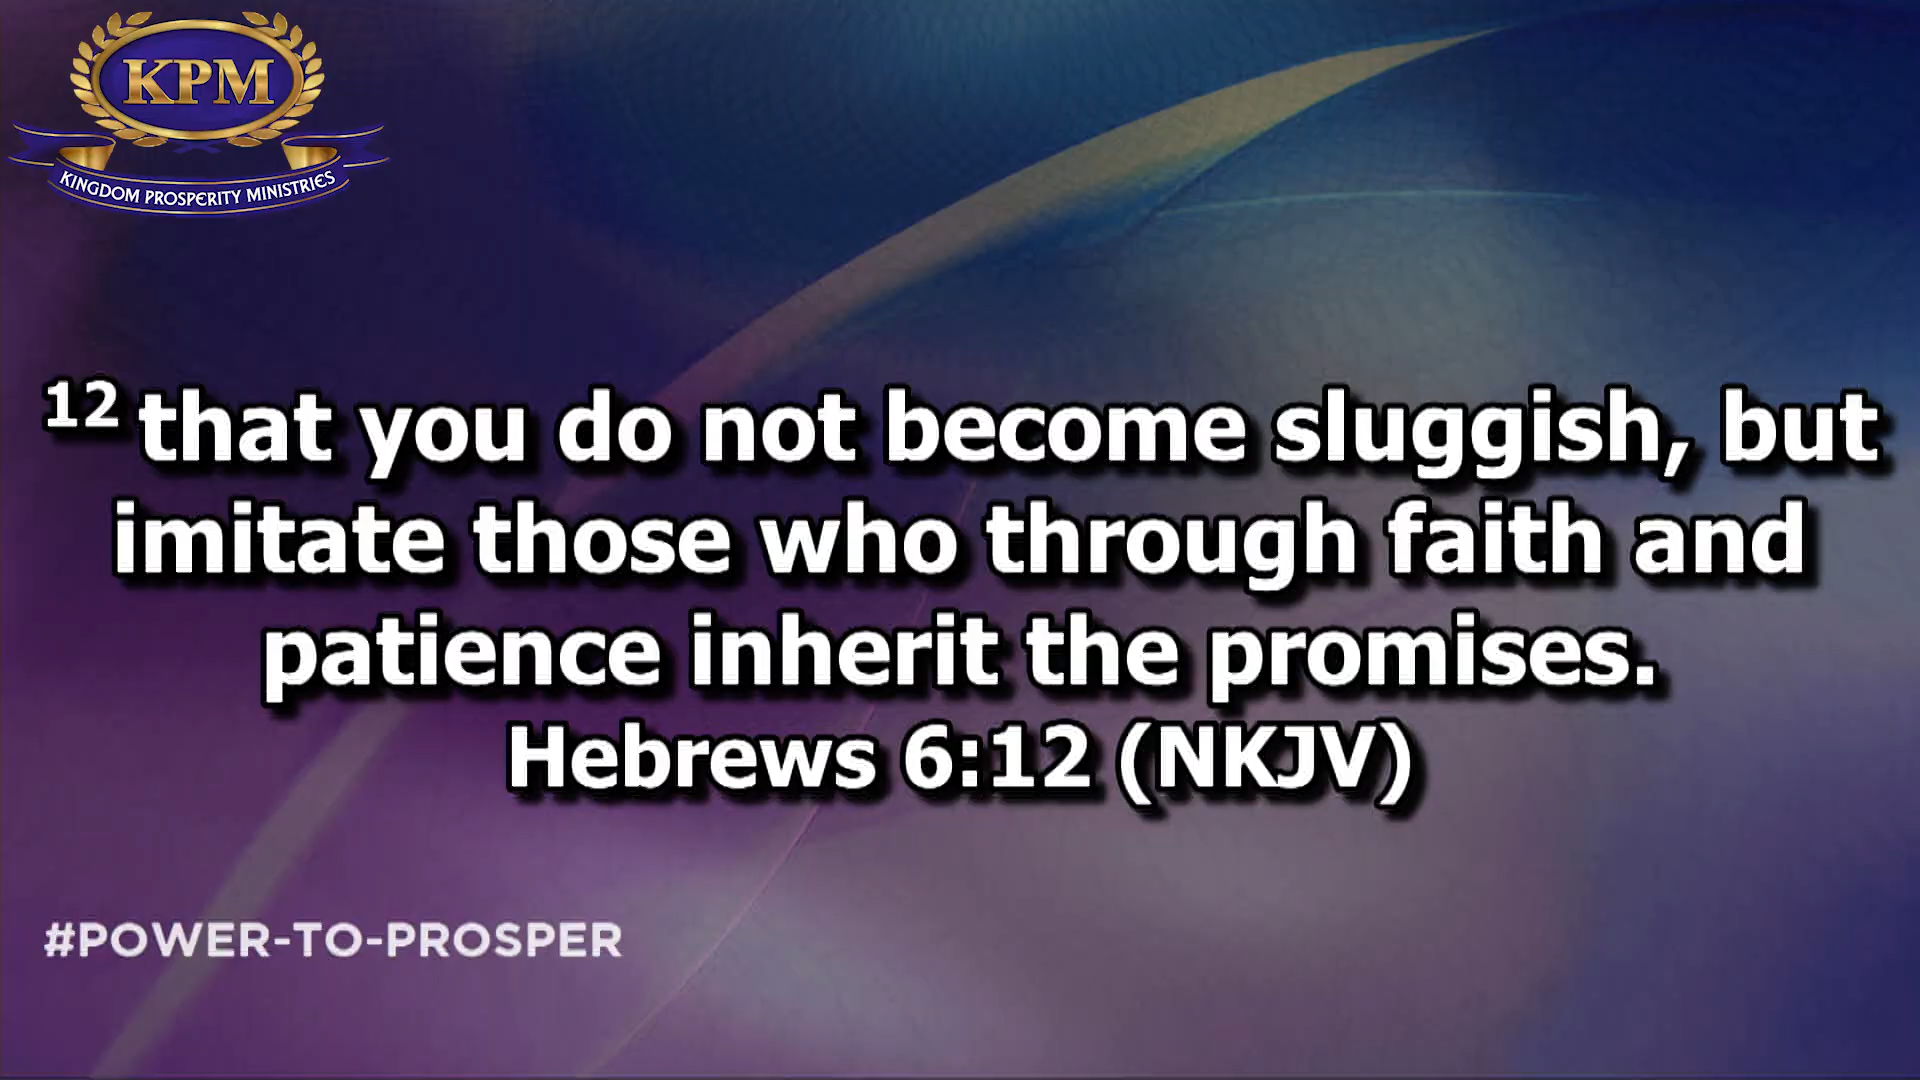 KPM
KINGDOM PROSPERITY MINISTRIES
12 that you do not become sluggish, but
imitate those who through faith and
patience inherit the promises.
Hebrews 6:12 (NKJV)
#POWER-TO-PROSPER